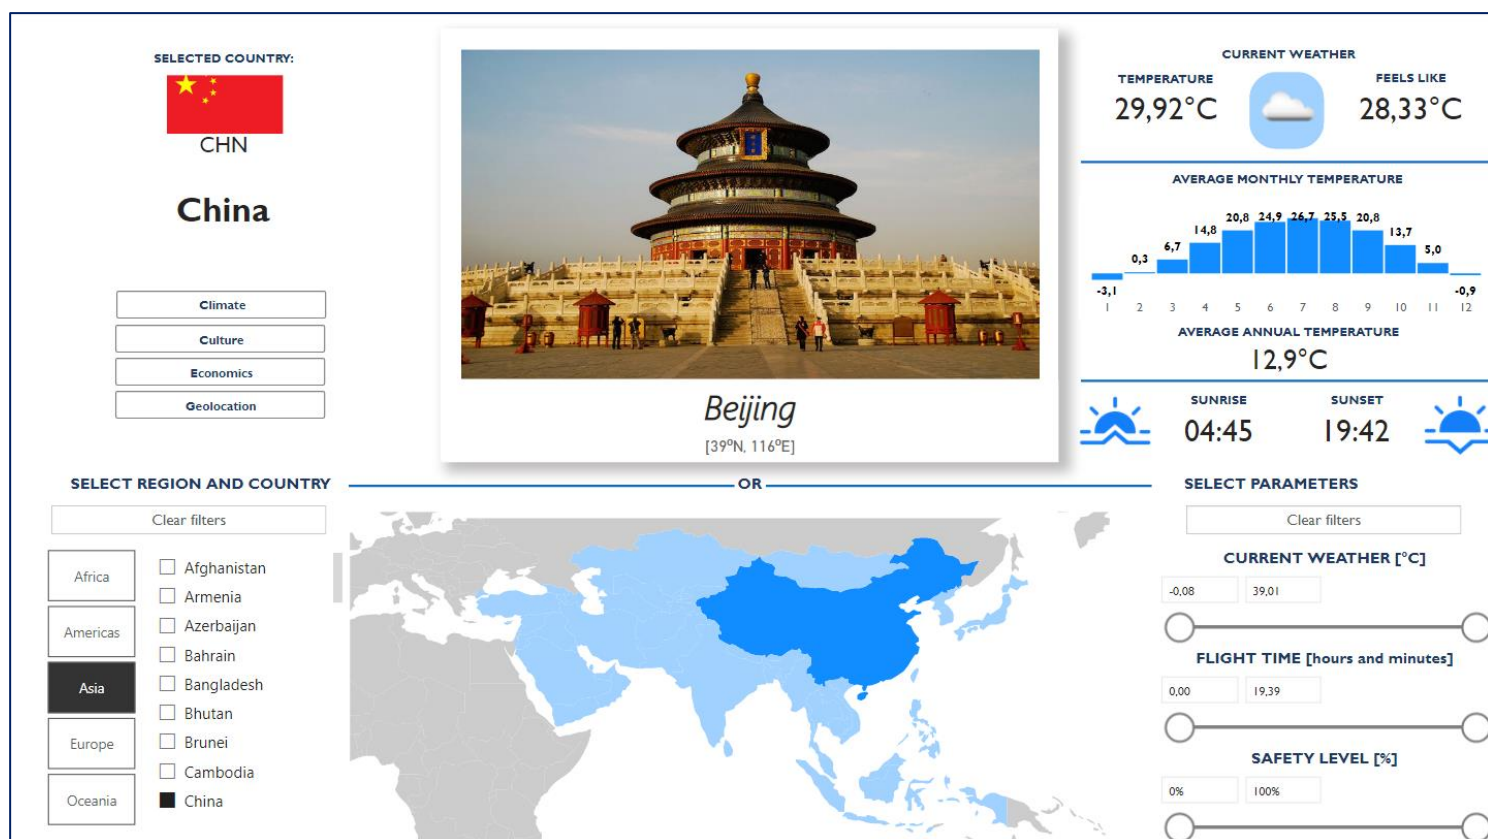 SELECTED COUNTRY:
CHN
China
Climate
Culture
Economics
Geolocation
Beijing
[39⁰N, 116⁰E]
CURRENT WEATHER
TEMPERATURE
29,92°C
FEELS LIKE
28,33°C
AVERAGE MONTHLY TEMPERATURE
-3,1 0,3 6,7 14,8 20,8 24,9 26,7 25,5 20,8 13,7 5,0 -0,9
1 2 3 4 5 6 7 8 9 10 11 12
AVERAGE ANNUAL TEMPERATURE
12,9°C
SUNRISE
04:45
SUNSET
19:42
SELECT REGION AND COUNTRY
OR
SELECT PARAMETERS
Clear filters
Africa
Americas
Asia
Europe
Oceania
Afghanistan
Armenia
Azerbaijan
Bahrain
Bangladesh
Bhutan
Brunei
Cambodia
China
Clear filters
CURRENT WEATHER [°C]
-0,08 39,01
FLIGHT TIME [hours and minutes]
0,00 19,39
SAFETY LEVEL [%]
0% 100%